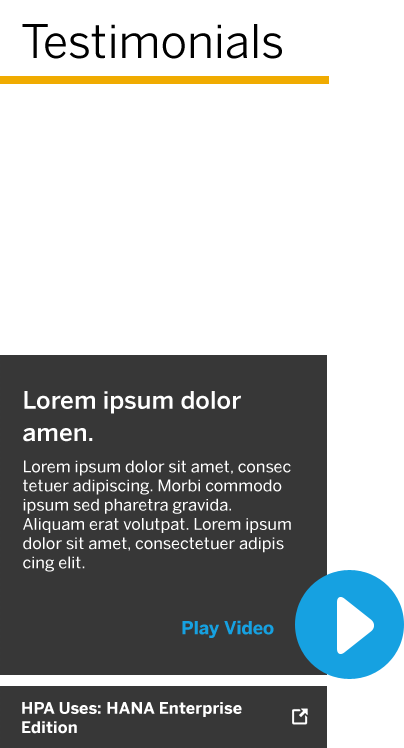 Testimonials
Lorem ipsum dolor
amen.
Lorem ipsum dolor sit amet, consec
tetuer adipiscing. Morbi commodo
ipsum sed pharetra gravida.
Aliquam erat volutpat. Lorem ipsum
dolor sit amet, consectetuer adipis
cing elit.
Play Video
HPA Uses: HANA Enterprise
Edition